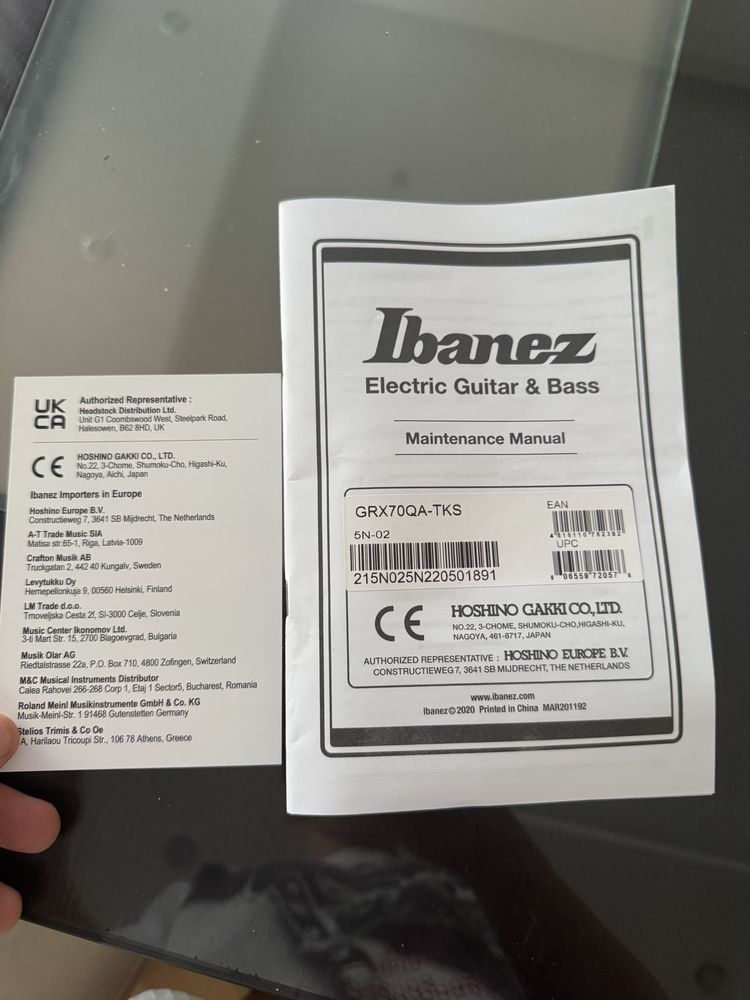 UK
CA
Authorized Representative :
Headstock Distribution Ltd.
Unit G1 Coombswood West, Steelpark Road,
Halesowen, B62 8HD, UK
CE
HOSHINO GAKKI CO., LTD.
No.22, 3-Chome, Shumoku-Cho, Higashi-Ku,
Nagoya, Aichi, Japan
Ibanez Importers in Europe
Hoshino Europe B.V.
Constructieweg 7, 3641 SB Mijdrecht, The Netherlands
A-T Trade Music SIA
Matisa str.65-1, Riga, Latvia-1009
Crafton Musik AB
Truckgatan 2, 442 40 Kungalv, Sweden
Levytukku Oy
Hernepellonkuja 9, 00560 Helsinki, Finland
LM Trade d.o.o.
Trnoveljska Cesta 2f, SI-3000 Celje, Slovenia
Music Center Ikonomov Ltd.
3-ti Mart Str. 15, 2700 Blagoevgrad, Bulgaria
Musik Olar AG
Riedtalstrasse 22a, P.O. Box 710, 4800 Zofingen, Switzerland
M&C Musical Instruments Distributor
Calea Rahovei 266-268 Corp 1, Etaj 1 Sector5, Bucharest, Romania
Roland Meinl Musikinstrumente GmbH & Co. KG
Musik-Meinl-Str. 1 91468 Gutenstetten Germany
Stelios Trimis & Co Oe
A, Harilaou Tricoupi Str., 106 78 Athens, Greece
Ibanez
Electric Guitar & Bass
Maintenance Manual
GRX70QA-TKS
5N-02
215N025N220501891
EAN
4 515110 762382
UPC
6 06559 72057 6
CE
HOSHINO GAKKI CO., LTD.
NO.22, 3-CHOME, SHUMOKU-CHO,HIGASHI-KU,
NAGOYA, 461-8717, JAPAN
AUTHORIZED REPRESENTATIVE : HOSHINO EUROPE B.V.
CONSTRUCTIEWEG 7, 3641 SB MIJDRECHT, THE NETHERLANDS
www.ibanez.com
Ibanez©2020 Printed in China MAR201192